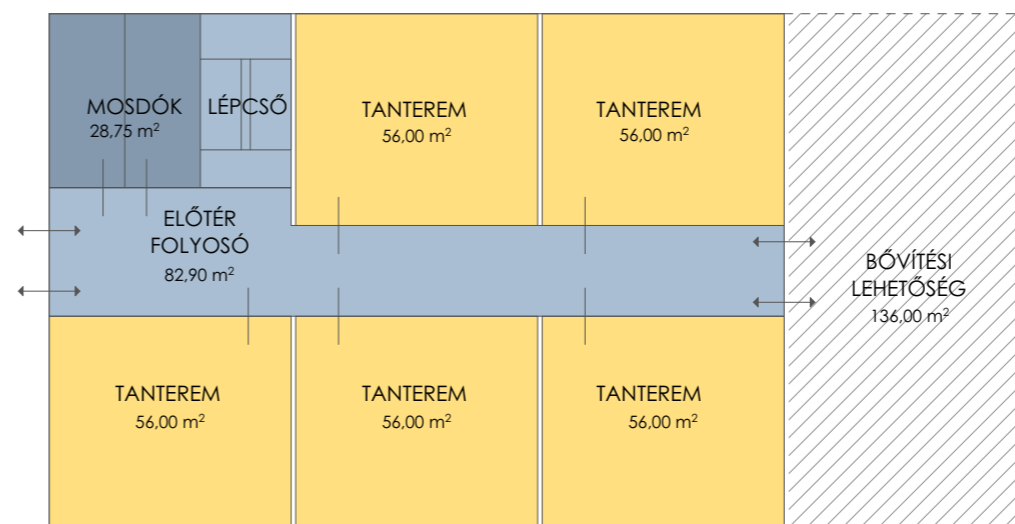 MOSDÓK
28,75 m²
LÉPCSŐ
TANTEREM
56,00 m²
TANTEREM
56,00 m²
ELŐTÉR
FOLYOSÓ
82,90 m²
BŐVÍTÉSI
LEHETŐSÉG
136,00 m²
TANTEREM
56,00 m²
TANTEREM
56,00 m²
TANTEREM
56,00 m²